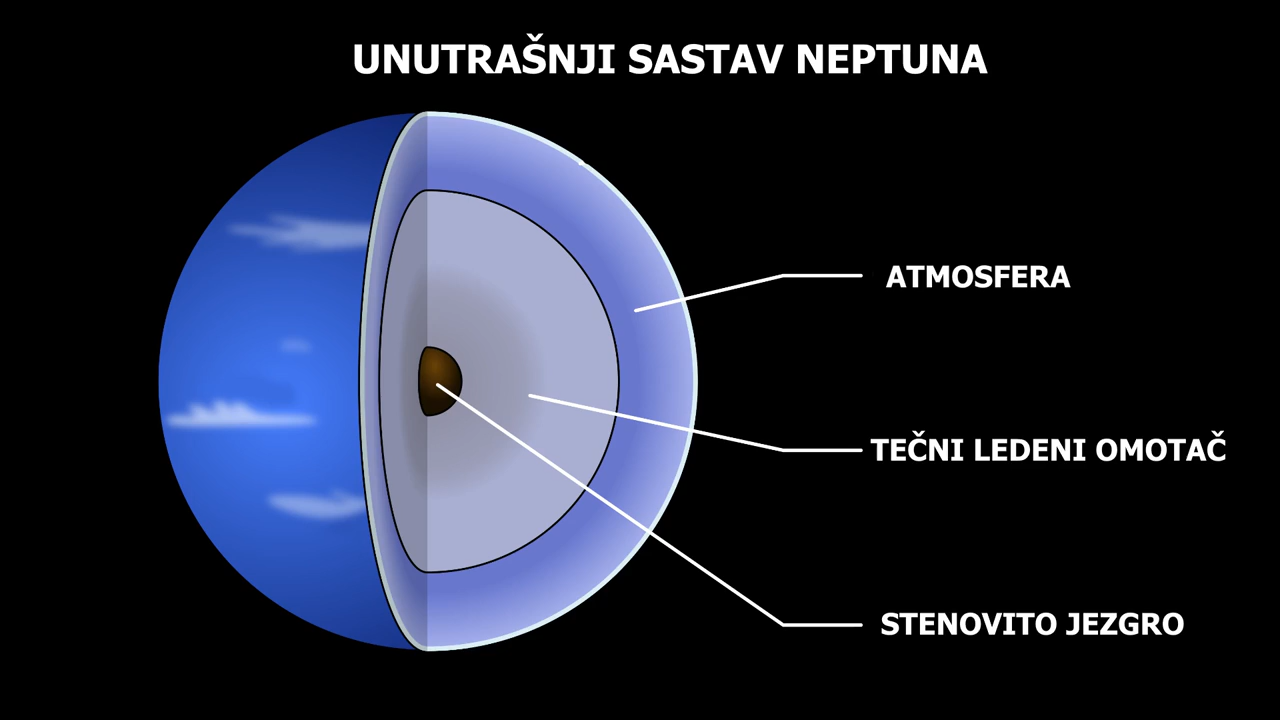 UNUTRAŠNJI SASTAV NEPTUNA
ATMOSFERA
TEČNI LEDENI OMOTAČ
STENOVITO JEZGRO